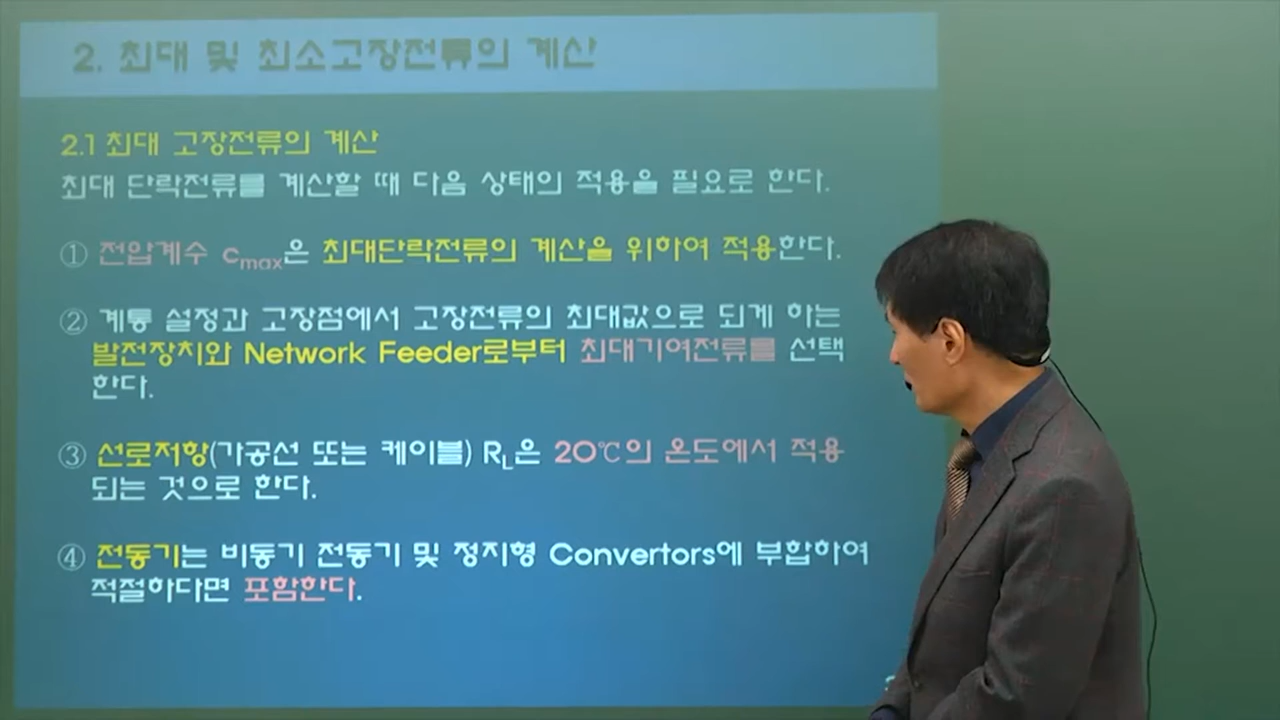 2. 최대 및 최소고장전류의 계산
2.1 최대 고장전류의 계산
최대 단락전류를 계산할 때 다음 상태의 적용을 필요로 한다.
① 전압계수 cmax은 최대단락전류의 계산을 위하여 적용한다.
② 계통 설정과 고장점에서 고장전류의 최대값으로 되게 하는
발전장치와 Network Feeder로부터 최대기여전류를 선택
한다.
③ 선로저항(가공선 또는 케이블) RL은 20℃의 온도에서 적용
되는 것으로 한다.
④ 전동기는 비동기 전동기 및 정지형 Convertors에 부합하여
적절하다면 포함한다.